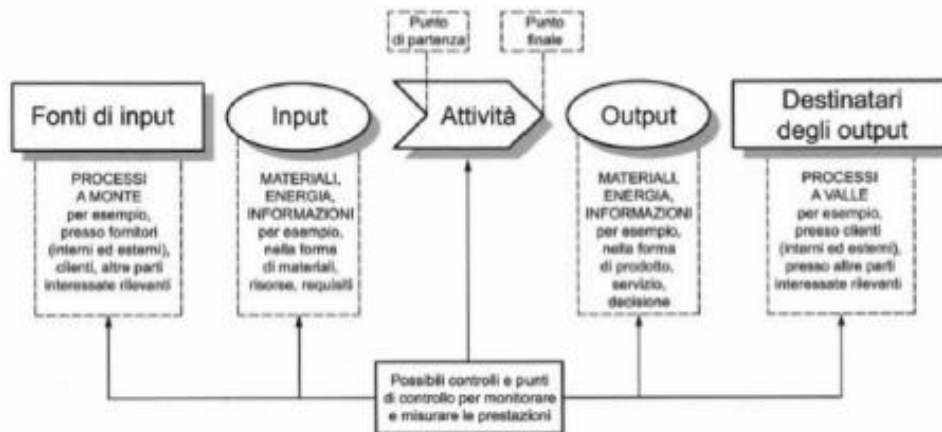 Punto
di partenza
Punto
finale
Fonti di input
Input
Attività
Output
Destinatari
degli output
PROCESSI
A MONTE
per esempio,
presso fornitori
(interni ed esterni),
clienti, altre parti
interessate rilevanti
MATERIALI,
ENERGIA,
INFORMAZIONI
per esempio,
nella forma
di materiali,
risorse, requisiti
MATERIALI,
ENERGIA,
INFORMAZIONI
per esempio,
nella forma
di prodotto,
servizio,
decisione
PROCESSI
A VALLE
per esempio,
presso clienti
(interni ed esterni),
presso altre parti
interessate rilevanti
Possibili controlli e punti
di controllo per monitorare
e misurare le prestazioni